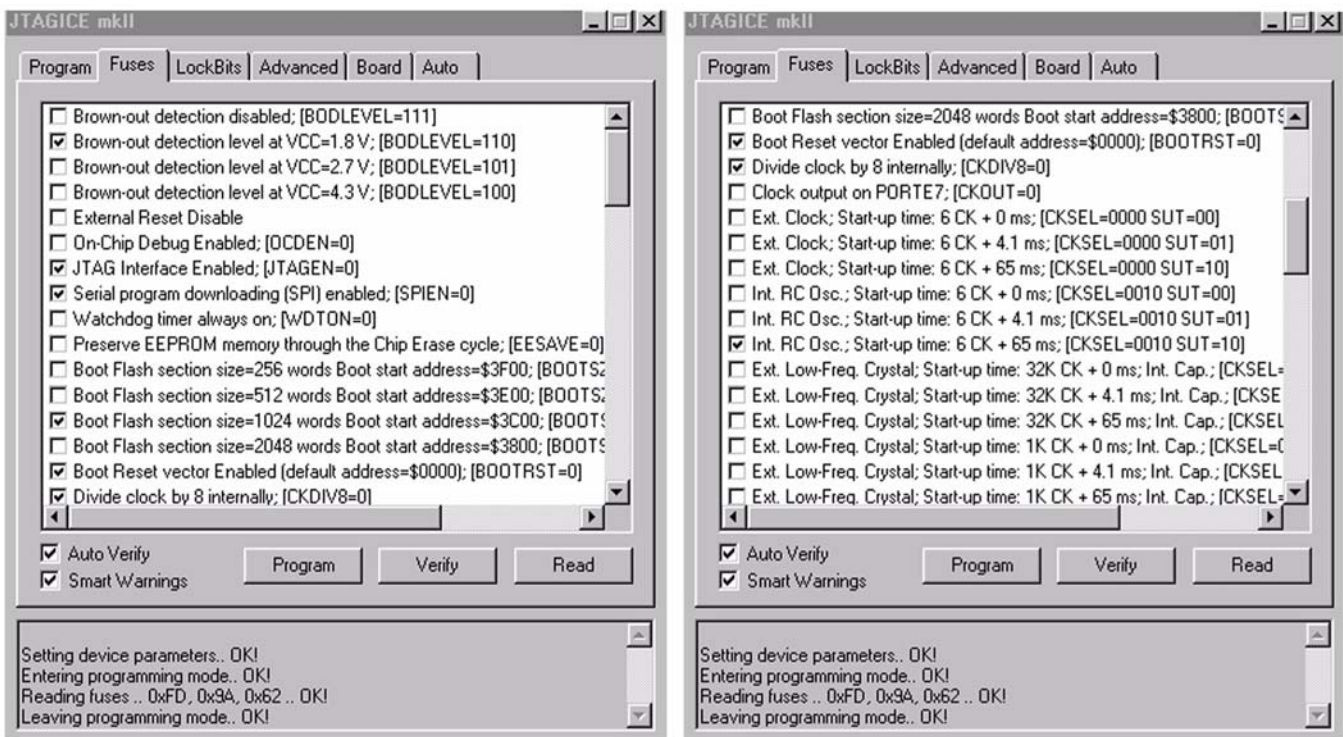 JTAGICE mkII
Program Fuses LockBits Advanced Board Auto
Brown-out detection disabled; [BODLEVEL=111]
Brown-out detection level at VCC=1.8 V; [BODLEVEL=110]
Brown-out detection level at VCC=2.7 V; [BODLEVEL=101]
Brown-out detection level at VCC=4.3 V; [BODLEVEL=100]
External Reset Disable
On-Chip Debug Enabled; [OCDEN=0]
JTAG Interface Enabled; [JTAGEN=0]
Serial program downloading (SPI) enabled; [SPIEN=0]
Watchdog timer always on; [WDTON=0]
Preserve EEPROM memory through the Chip Erase cycle; [EESAVE=0]
Boot Flash section size=256 words Boot start address=$3F00; [BOOTSZ
Boot Flash section size=512 words Boot start address=$3E00; [BOOTSZ
Boot Flash section size=1024 words Boot start address=$3C00; [BOOTS
Boot Flash section size=2048 words Boot start address=$3800; [BOOTS
Boot Reset vector Enabled (default address=$0000); [BOOTRST=0]
Divide clock by 8 internally; [CKDIV8=0]
Auto Verify
Smart Warnings
Program Verify Read
Setting device parameters.. OK!
Entering programming mode.. OK!
Reading fuses .. 0xFD, 0x9A, 0x62 .. OK!
Leaving programming mode.. OK!
JTAGICE mkII
Program Fuses LockBits Advanced Board Auto
Boot Flash section size=2048 words Boot start address=$3800; [BOOTS
Boot Reset vector Enabled (default address=$0000); [BOOTRST=0]
Divide clock by 8 internally; [CKDIV8=0]
Clock output on PORTE7; [CKOUT=0]
Ext. Clock; Start-up time: 6 CK + 0 ms; [CKSEL=0000 SUT=00]
Ext. Clock; Start-up time: 6 CK + 4.1 ms; [CKSEL=0000 SUT=01]
Ext. Clock; Start-up time: 6 CK + 65 ms; [CKSEL=0000 SUT=10]
Int. RC Osc.; Start-up time: 6 CK + 0 ms; [CKSEL=0010 SUT=00]
Int. RC Osc.; Start-up time: 6 CK + 4.1 ms; [CKSEL=0010 SUT=01]
Int. RC Osc.; Start-up time: 6 CK + 65 ms; [CKSEL=0010 SUT=10]
Ext. Low-Freq. Crystal; Start-up time: 32K CK + 0 ms; Int. Cap.; [CKSEL=
Ext. Low-Freq. Crystal; Start-up time: 32K CK + 4.1 ms; Int. Cap.; [CKSE
Ext. Low-Freq. Crystal; Start-up time: 32K CK + 65 ms; Int. Cap.; [CKSEL
Ext. Low-Freq. Crystal; Start-up time: 1K CK + 0 ms; Int. Cap.; [CKSEL=0
Ext. Low-Freq. Crystal; Start-up time: 1K CK + 4.1 ms; Int. Cap.; [CKSEL
Ext. Low-Freq. Crystal; Start-up time: 1K CK + 65 ms; Int. Cap.; [CKSEL=
Auto Verify
Smart Warnings
Program Verify Read
Setting device parameters.. OK!
Entering programming mode.. OK!
Reading fuses .. 0xFD, 0x9A, 0x62 .. OK!
Leaving programming mode.. OK!